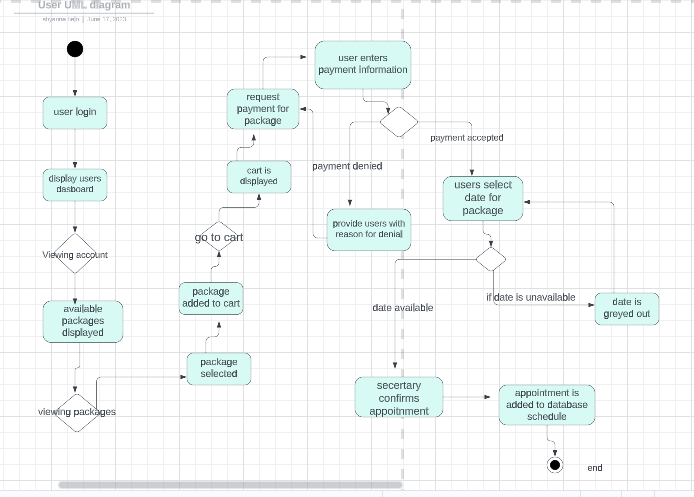 User UML diagram
shyanne hein | June 17, 2023
user login
display users
dasboard
Viewing account
available
packages
displayed
viewing packages
package
selected
package
added to cart
go to cart
cart is
displayed
request
payment for
package
user enters
payment information
payment denied
payment accepted
provide users with
reason for denial
users select
date for
package
if date is unavailable
date is
greyed out
date available
secertary
confirms
appoitnment
appointment is
added to database
schedule
end